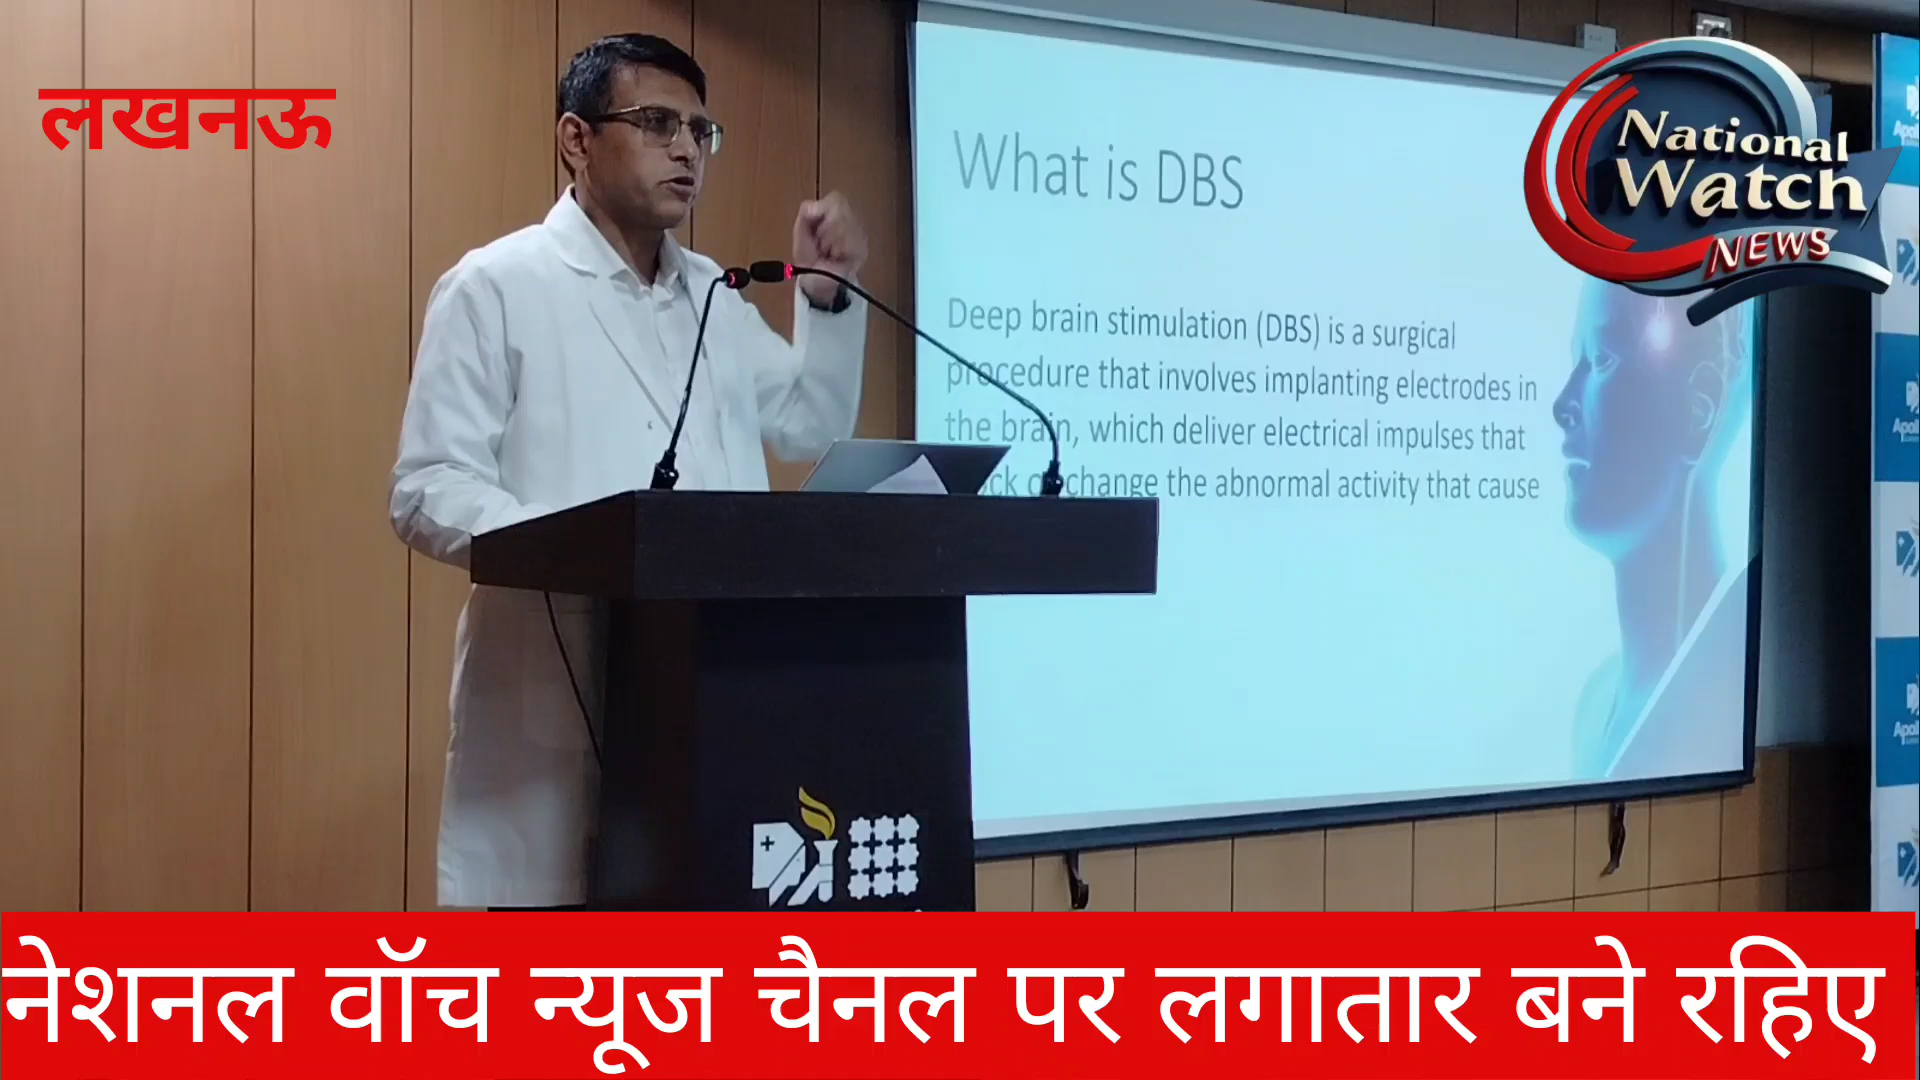 लखनऊ
National
Watch
NEWS
What is DBS
Deep brain stimulation (DBS) is a surgical
procedure that involves implanting electrodes in
the brain, which deliver electrical impulses that
change the abnormal activity that cause
नेशनल वॉच न्यूज चैनल पर लगातार बने रहिए